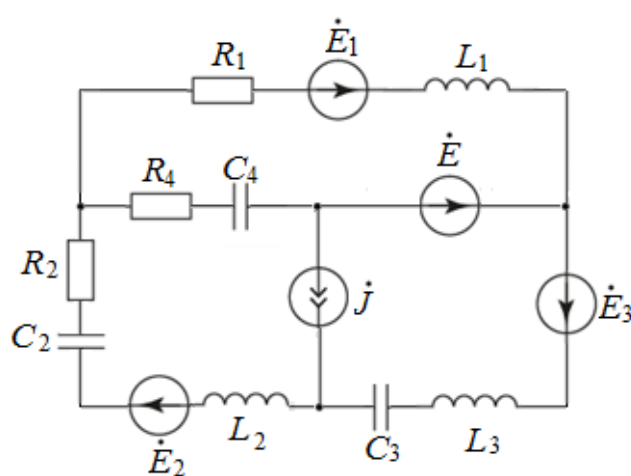 R₁ Ė₁ L₁
R₄ C₄ Ė
R₂ J̇ Ė₃
C₂
Ė₂ L₂ C₃ L₃